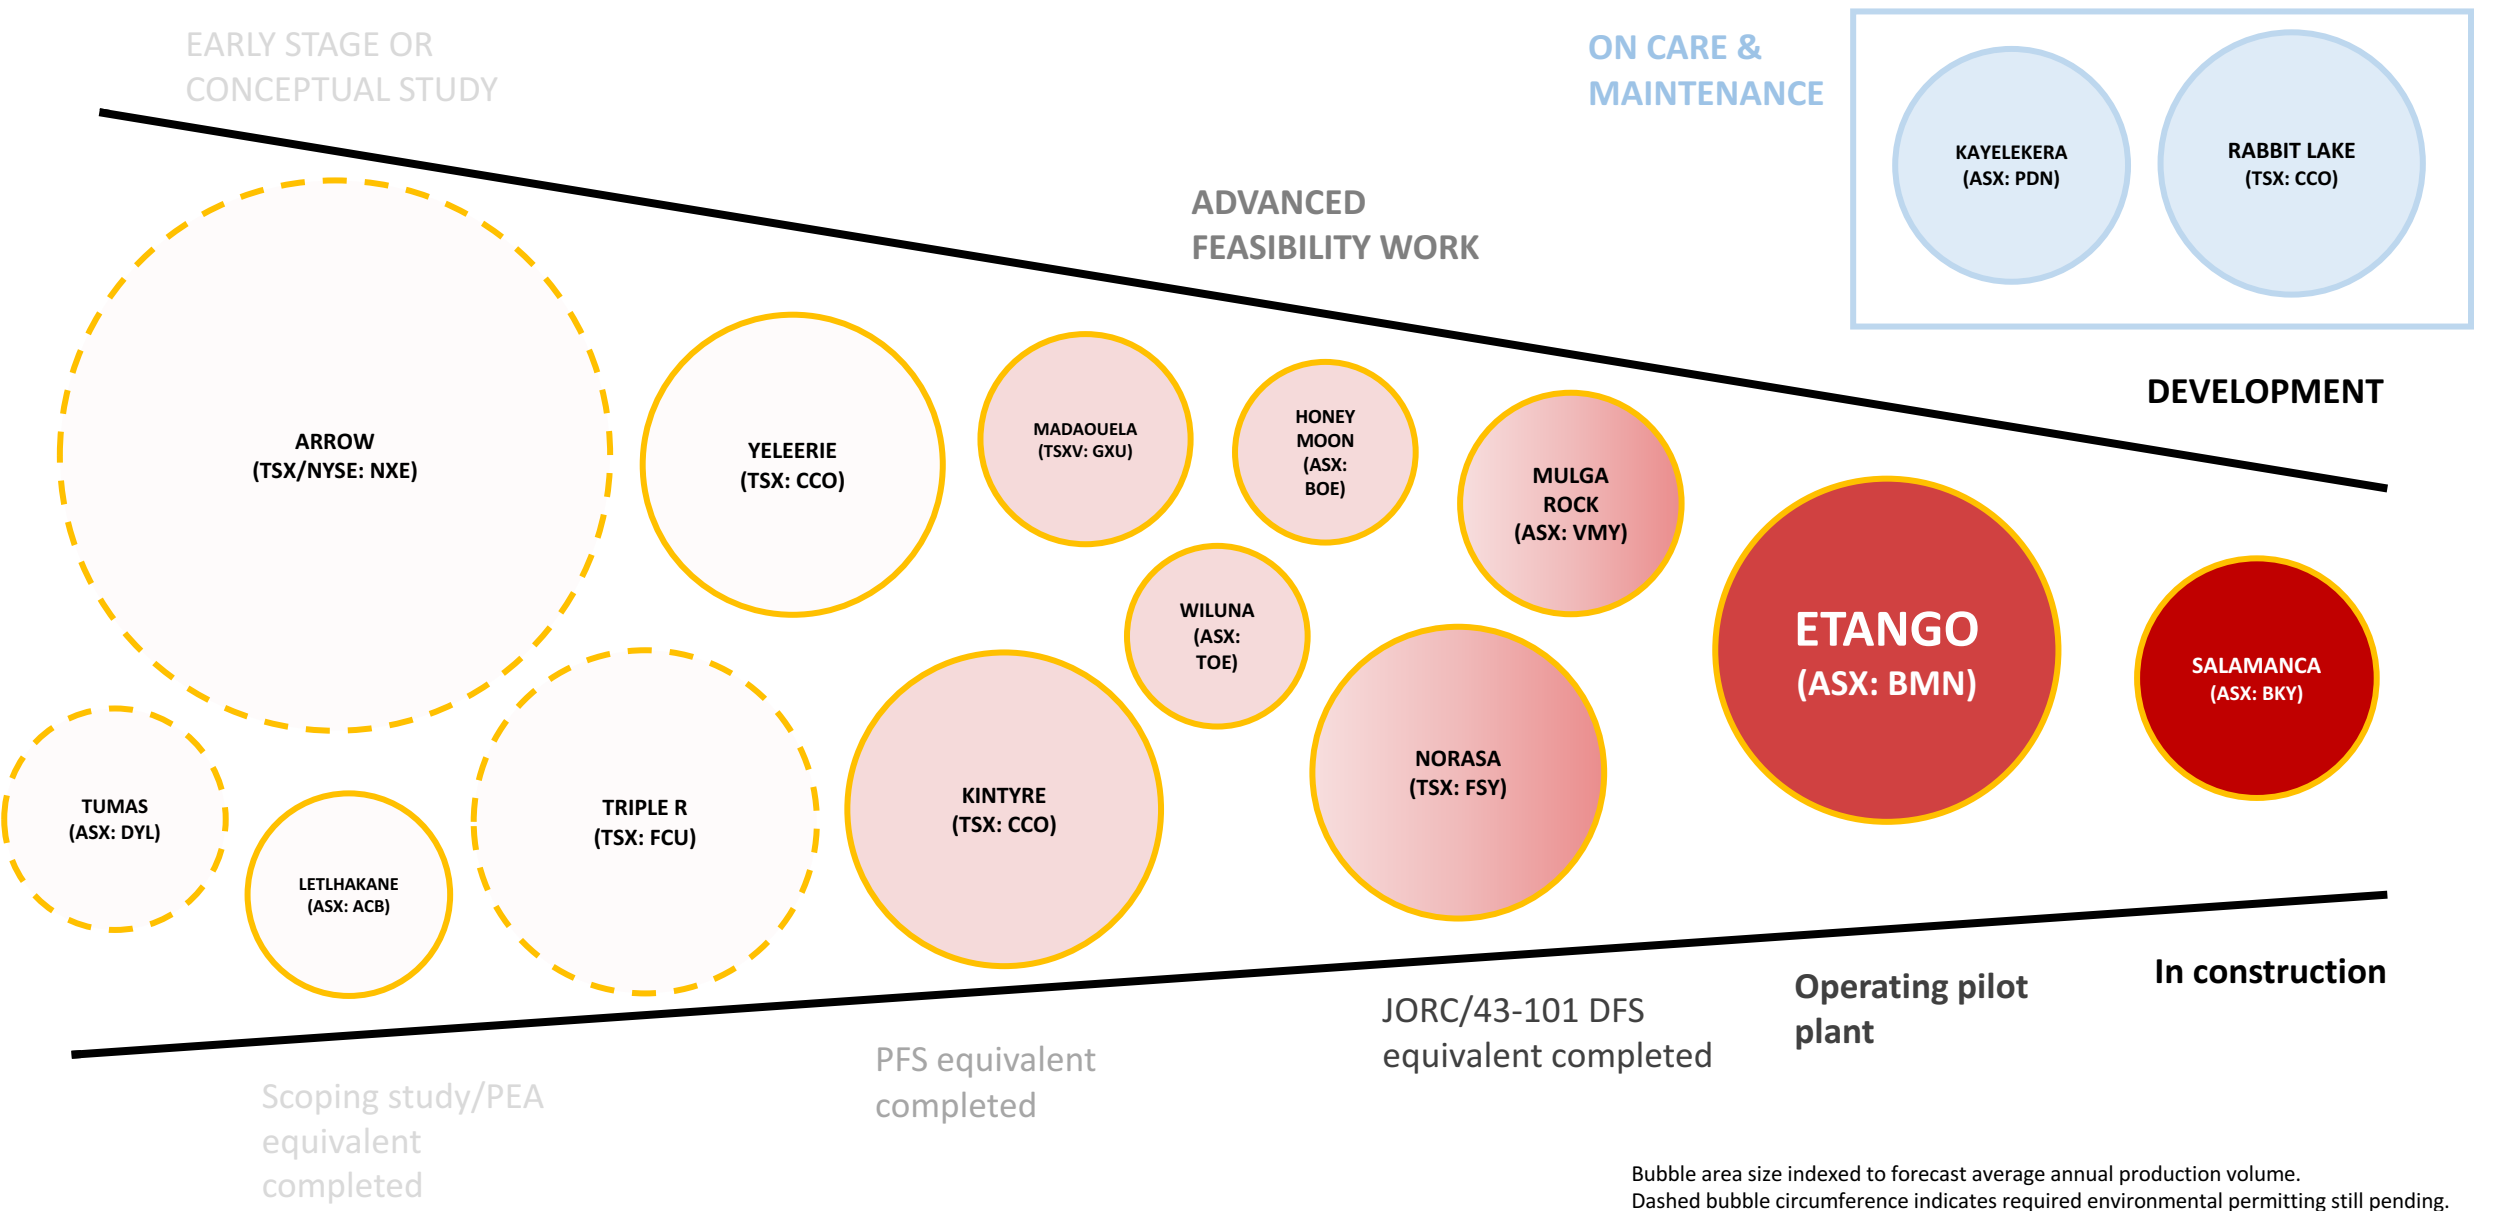 EARLY STAGE OR
CONCEPTUAL STUDY
ON CARE &
MAINTENANCE
KAYELEKERA
(ASX: PDN)
RABBIT LAKE
(TSX: CCO)
ADVANCED
FEASIBILITY WORK
DEVELOPMENT
ARROW
(TSX/NYSE: NXE)
YELEERIE
(TSX: CCO)
MADAOUELA
(TSXV: GXU)
HONEY
MOON
(ASX:
BOE)
MULGA
ROCK
(ASX: VMY)
WILUNA
(ASX:
TOE)
ETANGO
(ASX: BMN)
SALAMANCA
(ASX: BKY)
TUMAS
(ASX: DYL)
LETLHAKANE
(ASX: ACB)
TRIPLE R
(TSX: FCU)
KINTYRE
(TSX: CCO)
NORASA
(TSX: FSY)
In construction
Operating pilot
plant
JORC/43-101 DFS
equivalent completed
PFS equivalent
completed
Scoping study/PEA
equivalent
completed
Bubble area size indexed to forecast average annual production volume.
Dashed bubble circumference indicates required environmental permitting still pending.